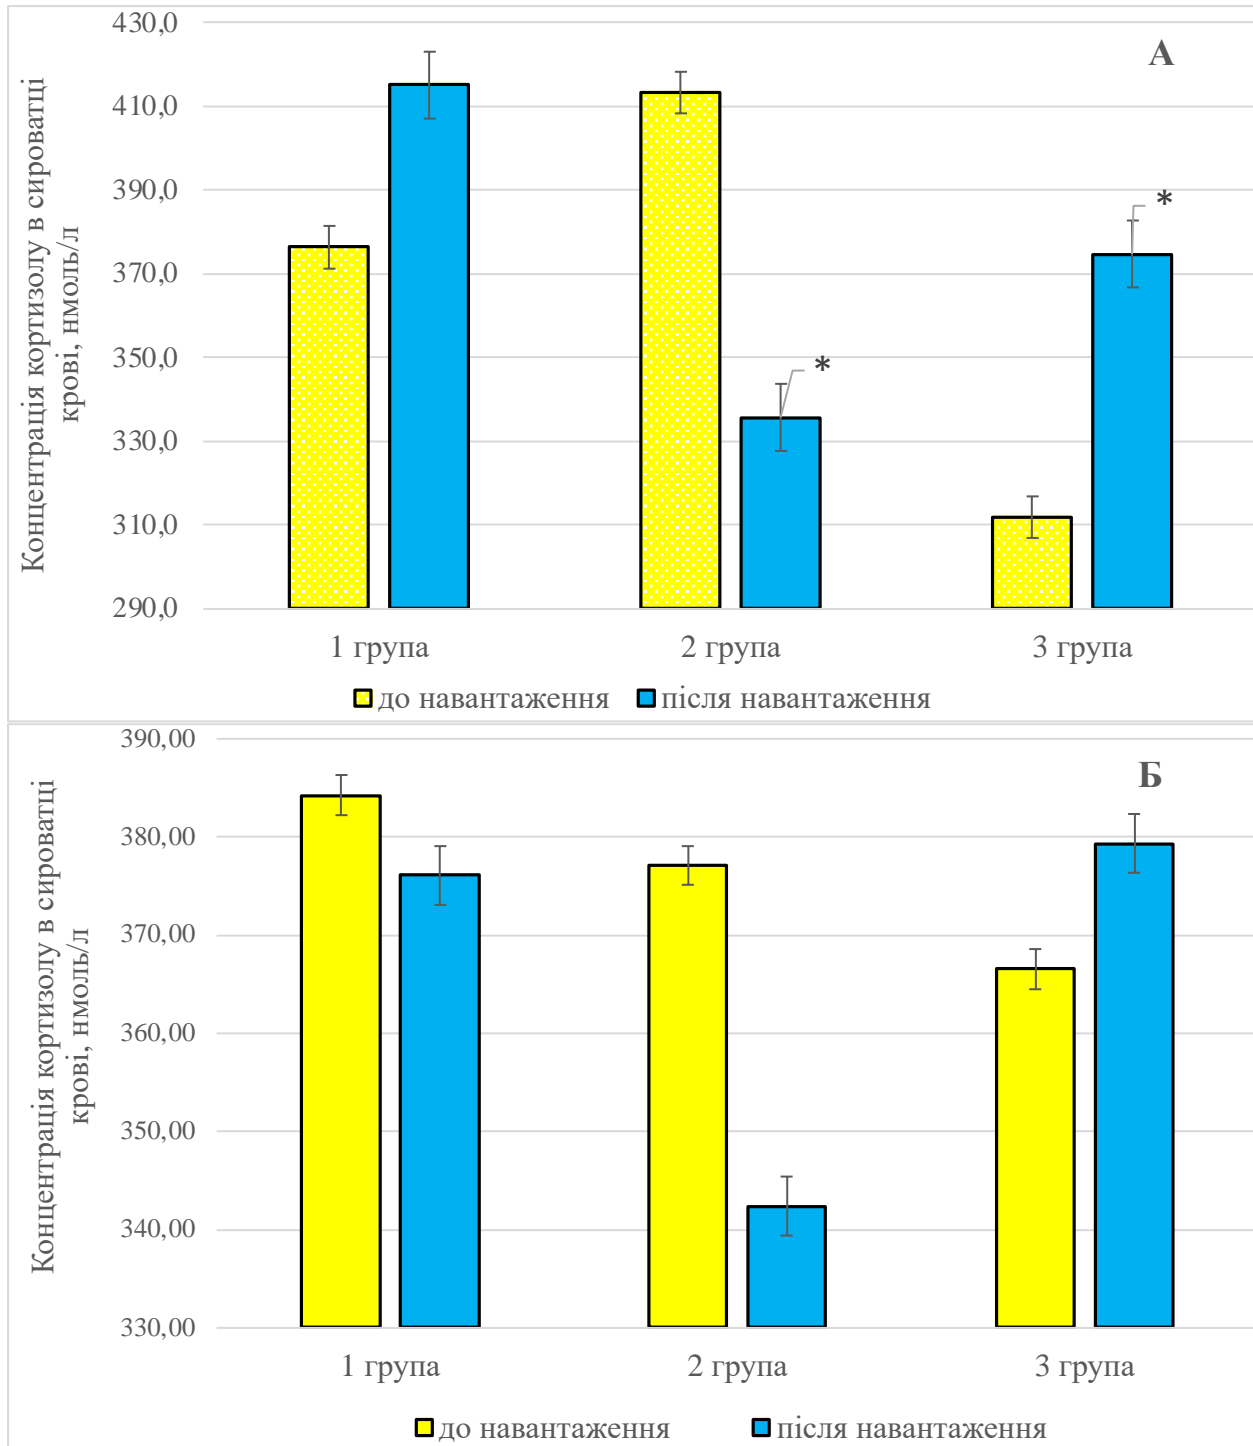 А
Концентрація кортизолу в сироватці
крові, нмоль/л
430,0
410,0
390,0
370,0
350,0
330,0
310,0
290,0
*
*
1 група
2 група
3 група
до навантаження
після навантаження
Б
Концентрація кортизолу в сироватці
крові, нмоль/л
390,00
380,00
370,00
360,00
350,00
340,00
330,00
1 група
2 група
3 група
до навантаження
після навантаження